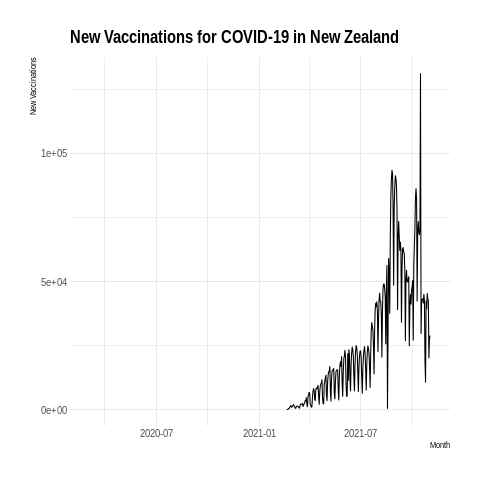 New Vaccinations for COVID-19 in New Zealand
New Vaccinations
1e+05
5e+04
0e+00
2020-07
2021-01
2021-07
Month